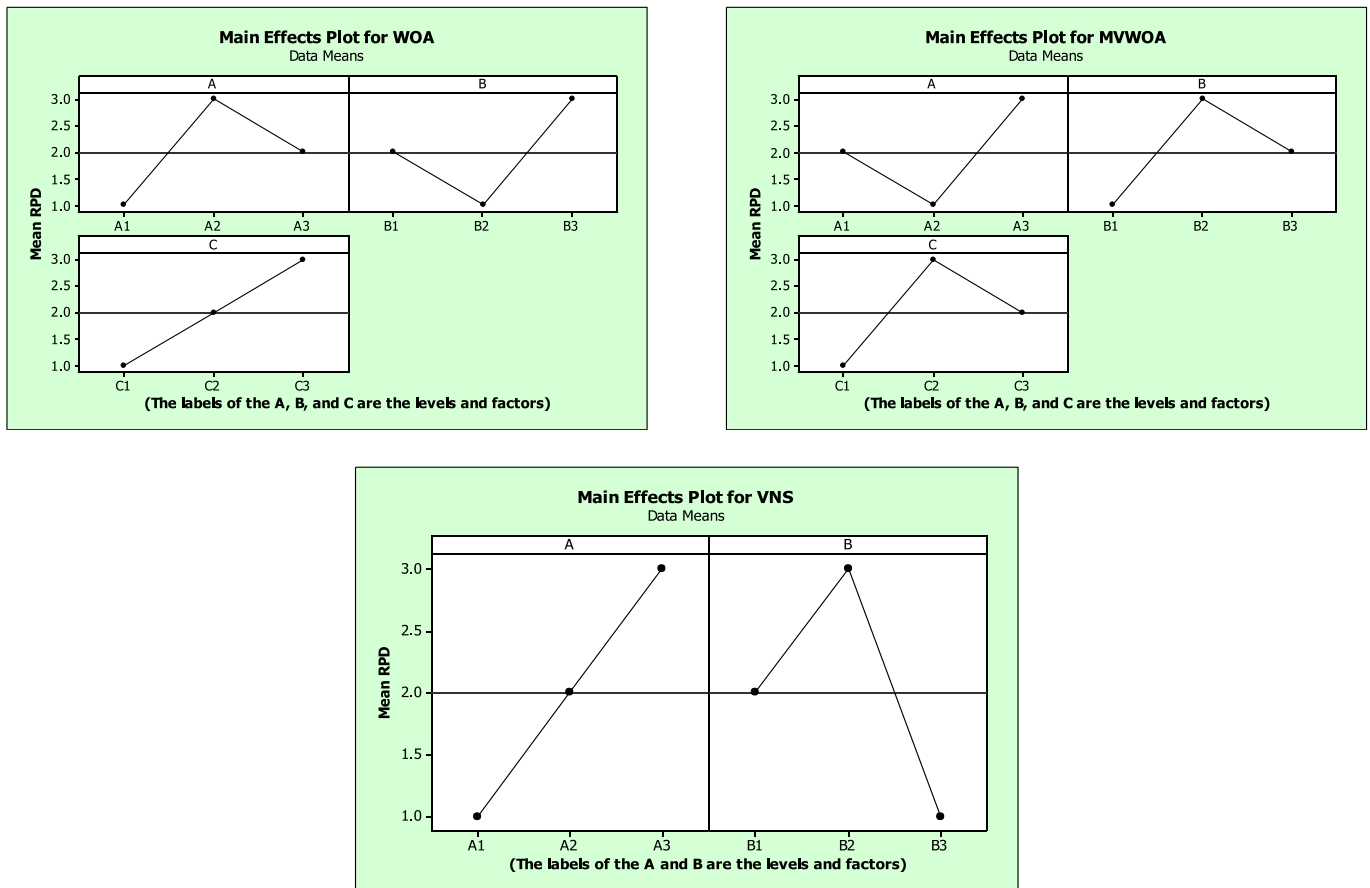 Main Effects Plot for WOA
Data Means
A B
3.0
2.5
2.0
1.5
1.0
A1 A2 A3 B1 B2 B3
Mean RPD
C
3.0
2.5
2.0
1.5
1.0
C1 C2 C3
(The labels of the A, B, and C are the levels and factors)
Main Effects Plot for MVWOA
Data Means
A B
3.0
2.5
2.0
1.5
1.0
A1 A2 A3 B1 B2 B3
Mean RPD
C
3.0
2.5
2.0
1.5
1.0
C1 C2 C3
(The labels of the A, B, and C are the levels and factors)
Main Effects Plot for VNS
Data Means
A B
3.0
2.5
2.0
1.5
1.0
Mean RPD
A1 A2 A3 B1 B2 B3
(The labels of the A and B are the levels and factors)